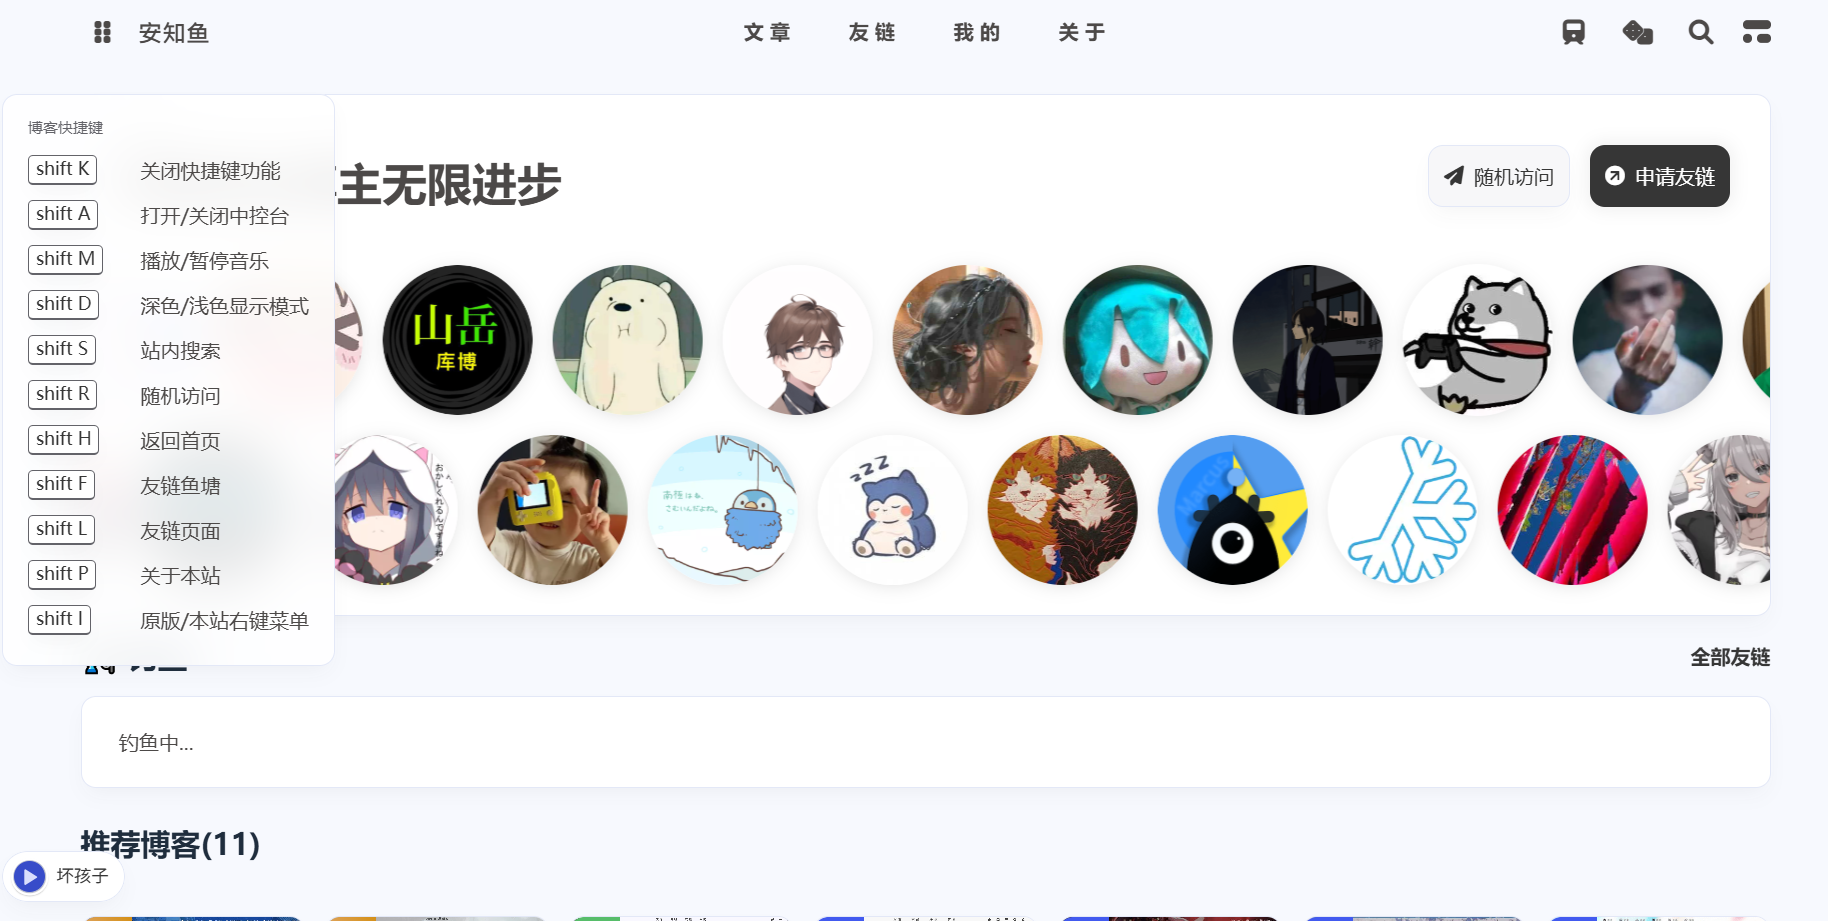 安知鱼
文章 友链 我的 关于
博客快捷键
shift K 关闭快捷键功能
shift A 打开/关闭中控台
shift M 播放/暂停音乐
shift D 深色/浅色显示模式
shift S 站内搜索
shift R 随机访问
shift H 返回首页
shift F 友链鱼塘
shift L 友链页面
shift P 关于本站
shift I 原版/本站右键菜单
主无限进步
随机访问
申请友链
山岳
库博
zzz
Marcus
全部友链
钓鱼中...
推荐博客(11)
坏孩子